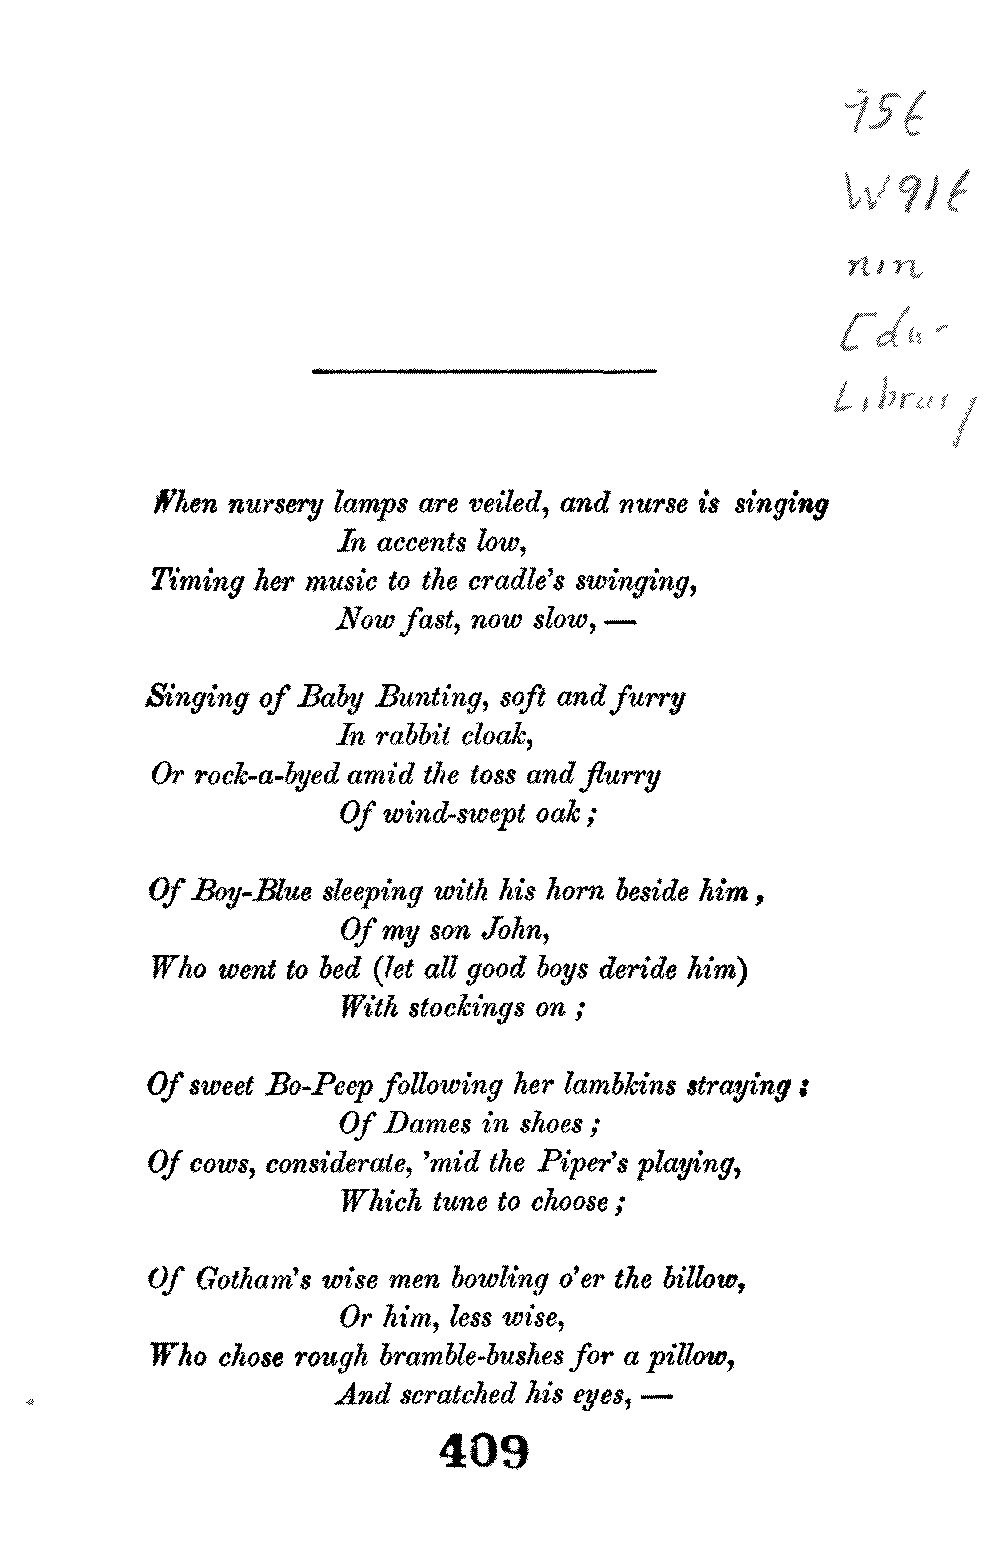 75t
W91t
nin
Edu-
Library
When nursery lamps are veiled, and nurse is singing
In accents low,
Timing her music to the cradle's swinging,
Now fast, now slow, —
Singing of Baby Bunting, soft and furry
In rabbit cloak,
Or rock-a-byed amid the toss and flurry
Of wind-swept oak ;
Of Boy-Blue sleeping with his horn beside him ,
Of my son John,
Who went to bed (let all good boys deride him)
With stockings on ;
Of sweet Bo-Peep following her lambkins straying ;
Of Dames in shoes ;
Of cows, considerate, 'mid the Piper's playing,
Which tune to choose ;
Of Gotham's wise men bowling o'er the billow,
Or him, less wise,
Who chose rough bramble-bushes for a pillow,
And scratched his eyes, —
409